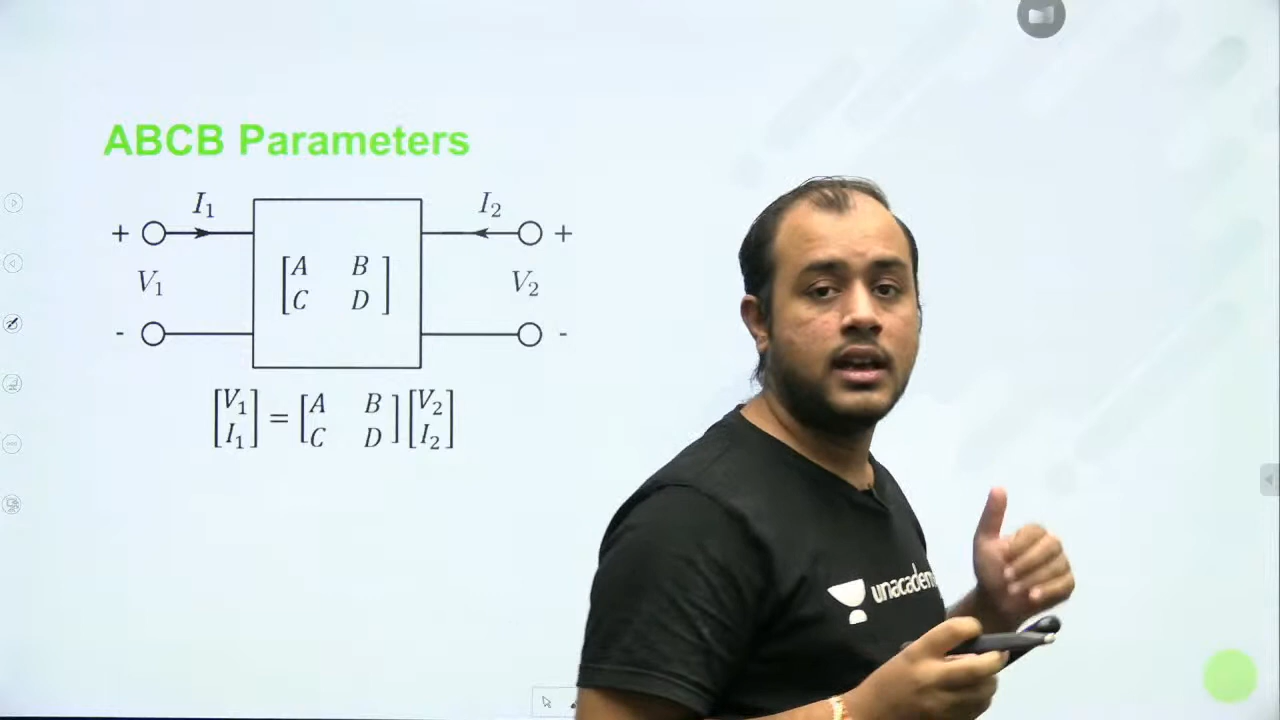 ABCB Parameters
I₁ I₂
+ +
[A B]
V₁ V₂
[C D]
- -
[V₁] = [A B] [V₂]
[I₁] [C D] [I₂]
unacadem